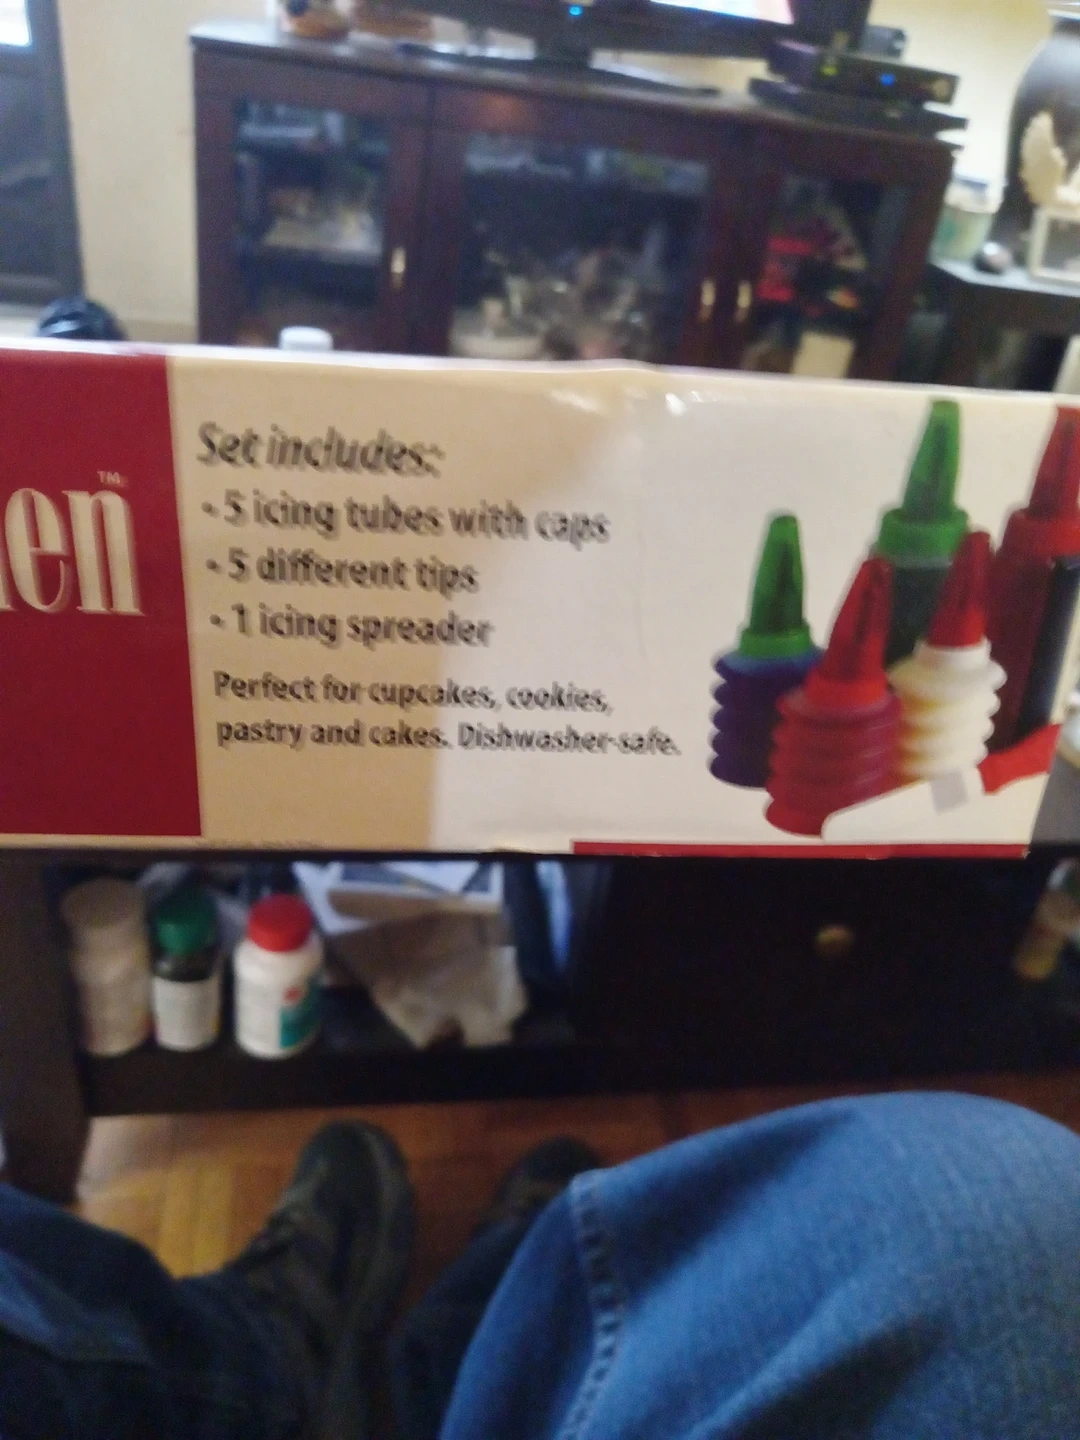 Set includes:
• 5 icing tubes with caps
• 5 different tips
• 1 icing spreader
Perfect for cupcakes, cookies,
pastry and cakes. Dishwasher-safe.
en™